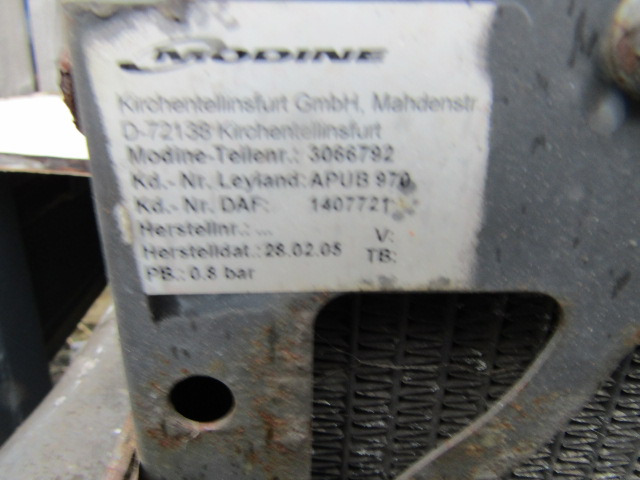 MODINE
Kirchentellinsfurt GmbH, Mahdenstr.
D-72138 Kirchentellinsfurt
Modine-Teilenr.: 3066792
Kd.- Nr. Leyland: APUB 970
Kd.- Nr. DAF: 1407721
Herstellnr.: ... V:
Herstelldat.: 28.02.05 TB:
PB.: 0.8 bar